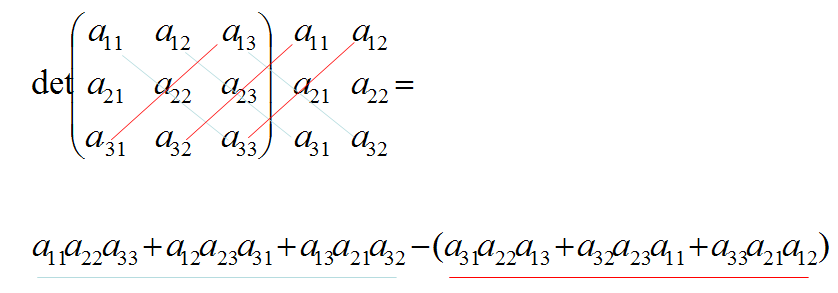 a₁₁ a₁₂ a₁₃ a₁₁ a₁₂
det a₂₁ a₂₂ a₂₃ a₂₁ a₂₂ =
a₃₁ a₃₂ a₃₃ a₃₁ a₃₂
a₁₁a₂₂a₃₃+a₁₂a₂₃a₃₁+a₁₃a₂₁a₃₂−(a₃₁a₂₂a₁₃+a₃₂a₂₃a₁₁+a₃₃a₂₁a₁₂)